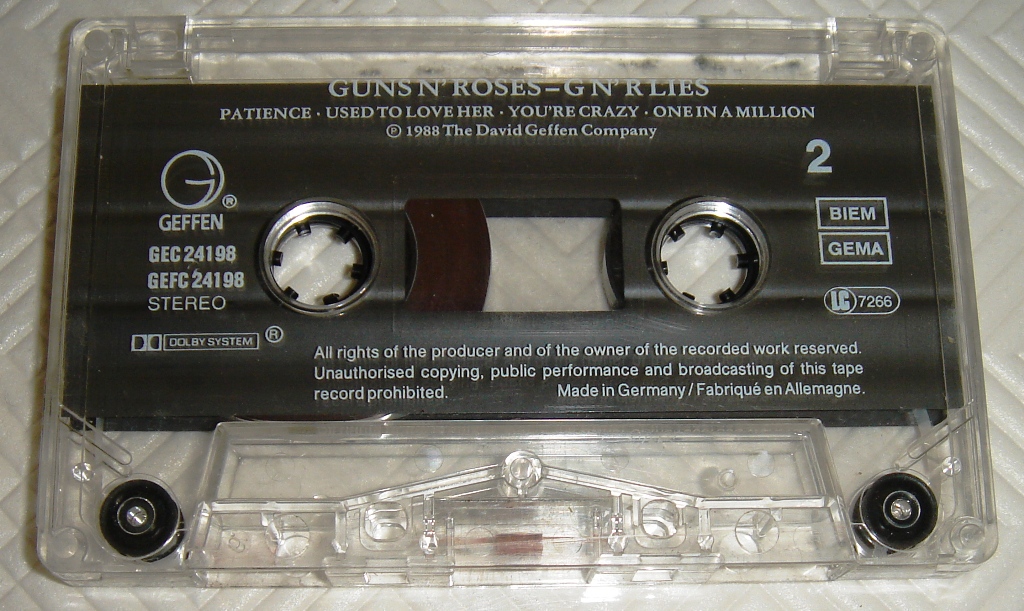 GUNS N' ROSES – G N' R LIES
PATIENCE · USED TO LOVE HER · YOU'RE CRAZY · ONE IN A MILLION
℗ 1988 The David Geffen Company
2
GEFFEN ®
GEC 24198
GEFC 24198
STEREO
BIEM
GEMA
LC 7266
DOLBY SYSTEM ®
All rights of the producer and of the owner of the recorded work reserved.
Unauthorised copying, public performance and broadcasting of this tape
record prohibited. Made in Germany / Fabriqué en Allemagne.